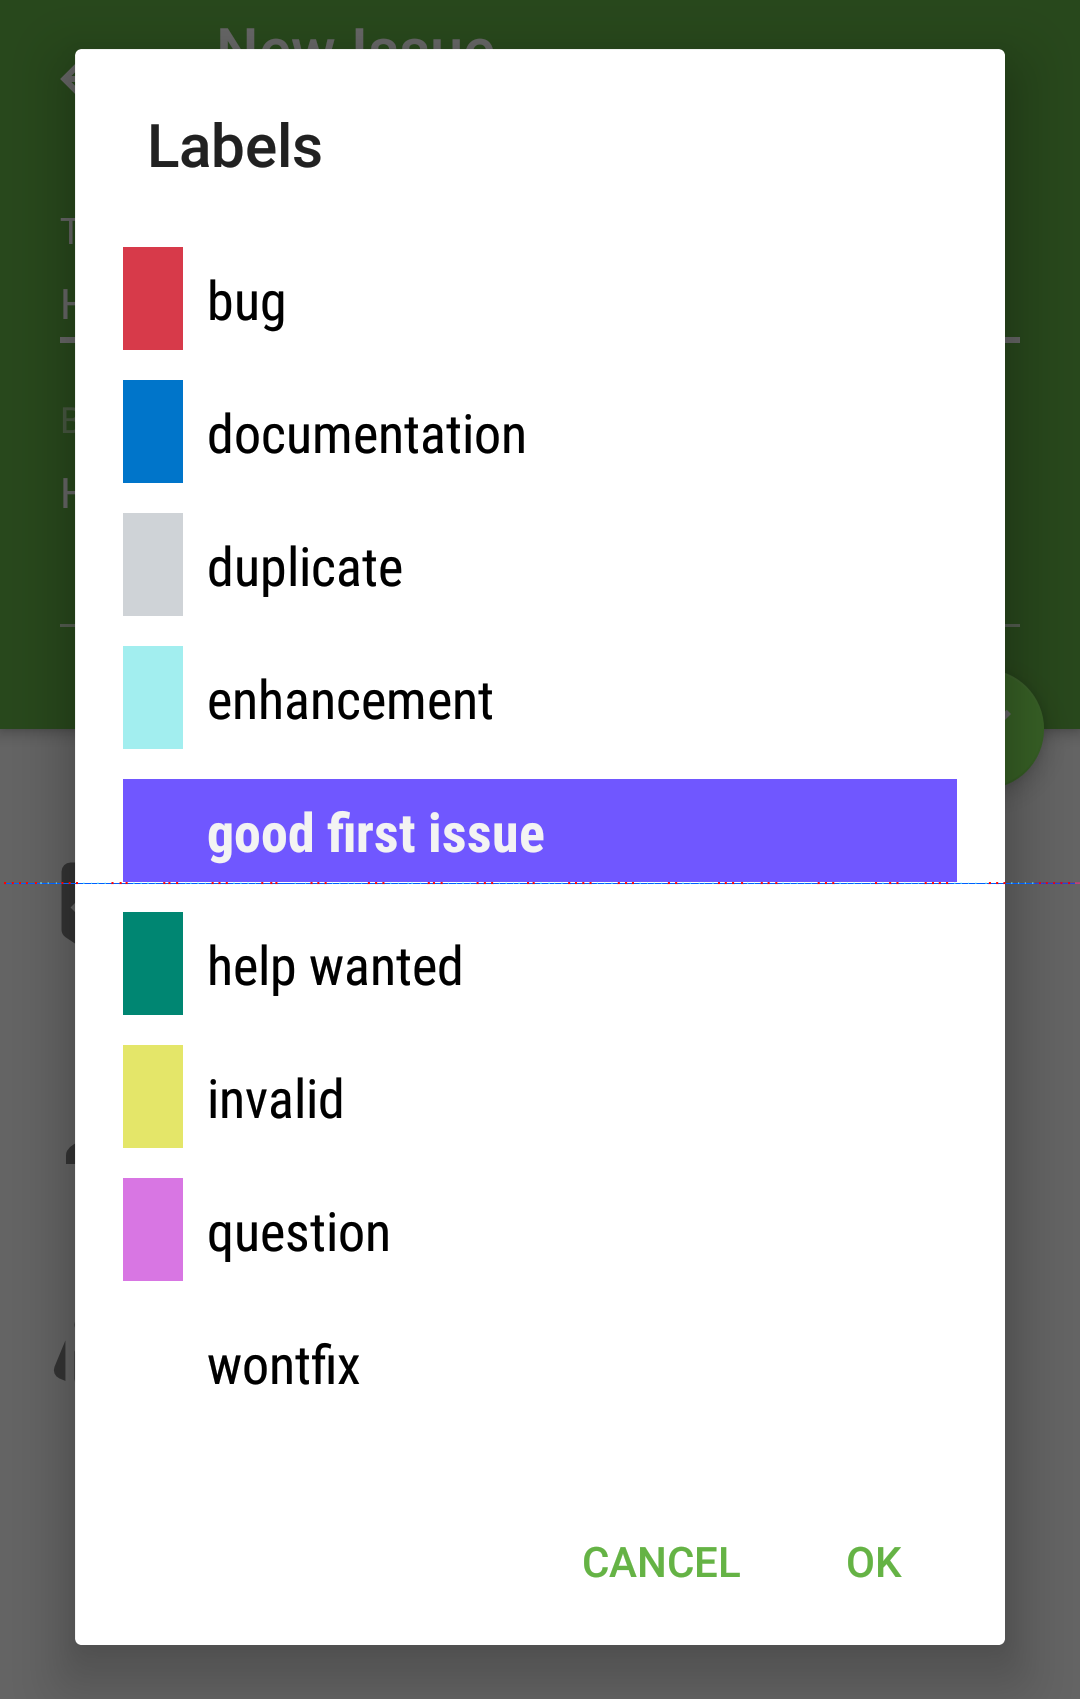 New Issue
Labels
bug
documentation
duplicate
enhancement
good first issue
help wanted
invalid
question
wontfix
CANCEL
OK